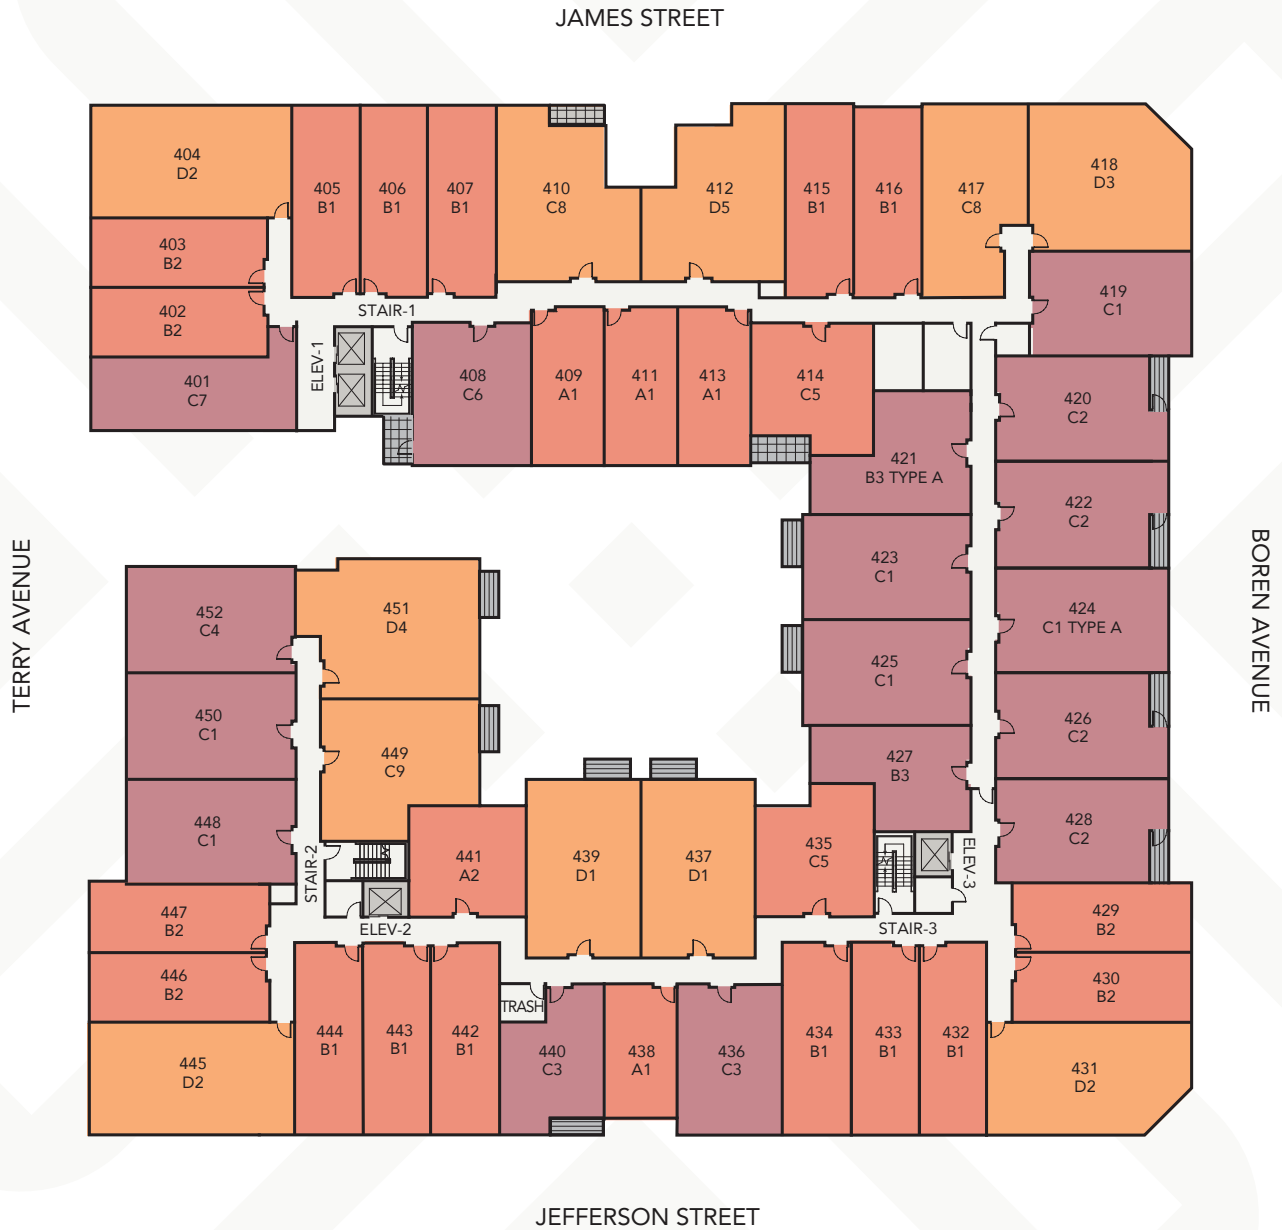 JAMES STREET
404
D2
405
B1
406
B1
407
B1
410
C8
412
D5
415
B1
416
B1
417
C8
418
D3
403
B2
402
B2
401
C7
STAIR-1
ELEV-1
408
C6
409
A1
411
A1
413
A1
414
C5
419
C1
420
C2
421
B3 TYPE A
422
C2
423
C1
424
C1 TYPE A
425
C1
426
C2
427
B3
428
C2
TERRY AVENUE
BOREN AVENUE
452
C4
451
D4
450
C1
449
C9
448
C1
STAIR-2
441
A2
439
D1
437
D1
435
C5
ELEV-3
447
B2
ELEV-2
STAIR-3
429
B2
446
B2
430
B2
445
D2
444
B1
443
B1
442
B1
TRASH
440
C3
438
A1
436
C3
434
B1
433
B1
432
B1
431
D2
JEFFERSON STREET